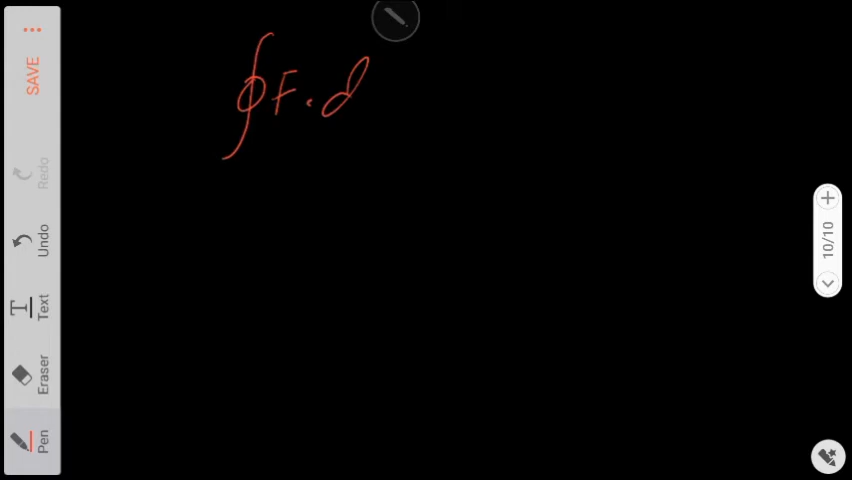 ∮F.d
SAVE
Redo
Undo
Text
Eraser
Pen
10/10